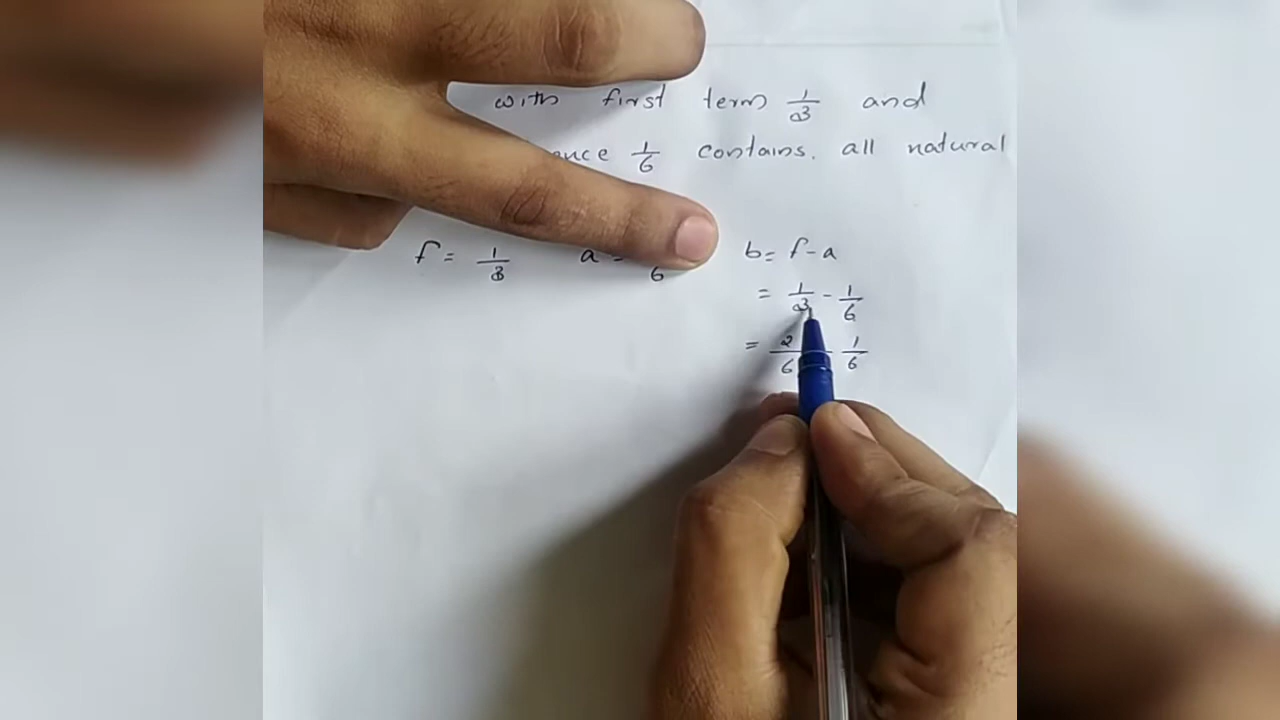 with first term 1/3 and
1/6 contains. all natural
f = 1/3 a = 6 b = f - a
= 1/3 - 1/6
= 2/6 - 1/6